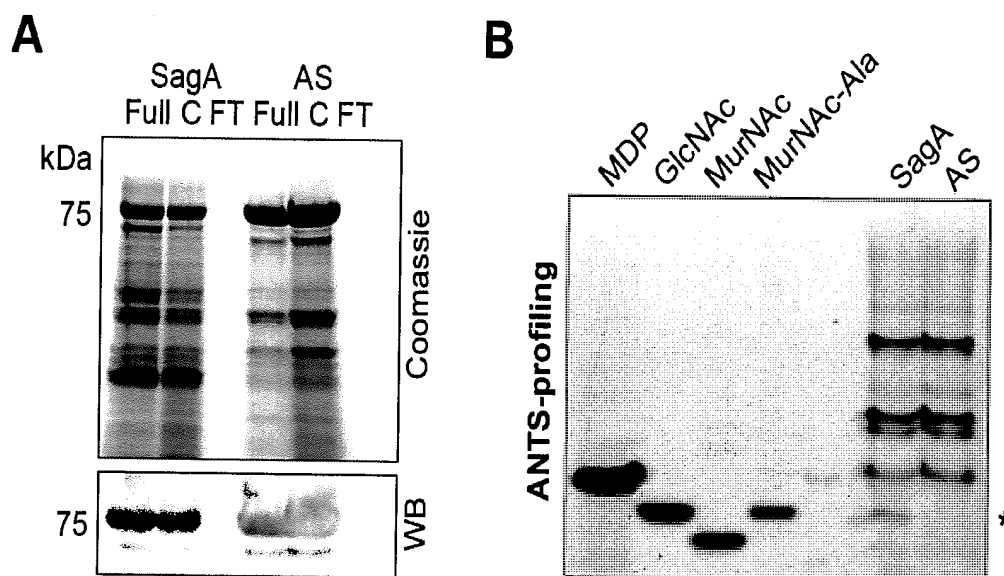 A
SagA AS
Full C FT Full C FT
kDa
75
Coomassie
75
WB
B
MDP
GlcNAc
MurNAc
MurNAc-Ala
SagA
AS
ANTS-profiling
*